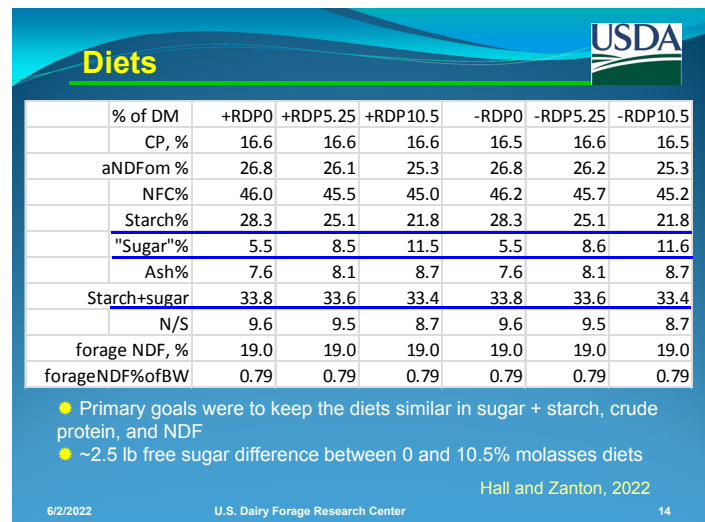 USDA
Diets
% of DM +RDP0 +RDP5.25 +RDP10.5 -RDP0 -RDP5.25 -RDP10.5
CP, % 16.6 16.6 16.6 16.5 16.6 16.5
aNDFom % 26.8 26.1 25.3 26.8 26.2 25.3
NFC% 46.0 45.5 45.0 46.2 45.7 45.2
Starch% 28.3 25.1 21.8 28.3 25.1 21.8
"Sugar"% 5.5 8.5 11.5 5.5 8.6 11.6
Ash% 7.6 8.1 8.7 7.6 8.1 8.7
Starch+sugar 33.8 33.6 33.4 33.8 33.6 33.4
N/S 9.6 9.5 8.7 9.6 9.5 8.7
forage NDF, % 19.0 19.0 19.0 19.0 19.0 19.0
forageNDF%ofBW 0.79 0.79 0.79 0.79 0.79 0.79
Primary goals were to keep the diets similar in sugar + starch, crude
protein, and NDF
~2.5 lb free sugar difference between 0 and 10.5% molasses diets
Hall and Zanton, 2022
6/2/2022 U.S. Dairy Forage Research Center 14